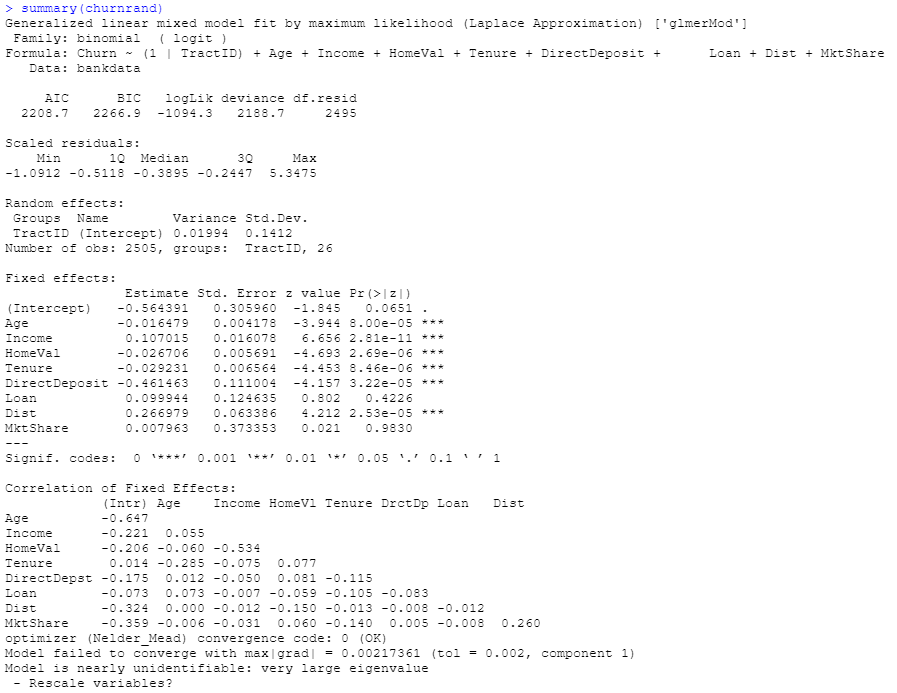 > summary(churnrand)
Generalized linear mixed model fit by maximum likelihood (Laplace Approximation) ['glmerMod']
 Family: binomial  ( logit )
Formula: Churn ~ (1 | TractID) + Age + Income + HomeVal + Tenure + DirectDeposit +      Loan + Dist + MktShare
   Data: bankdata

     AIC      BIC   logLik deviance df.resid
  2208.7   2266.9  -1094.3   2188.7     2495

Scaled residuals:
    Min      1Q  Median      3Q     Max
-1.0912 -0.5118 -0.3895 -0.2447  5.3475

Random effects:
 Groups  Name        Variance Std.Dev.
 TractID (Intercept) 0.01994  0.1412
Number of obs: 2505, groups:  TractID, 26

Fixed effects:
               Estimate Std. Error z value Pr(>|z|)
(Intercept)   -0.564391   0.305960  -1.845   0.0651 .
Age           -0.016479   0.004178  -3.944 8.00e-05 ***
Income         0.107015   0.016078   6.656 2.81e-11 ***
HomeVal       -0.026706   0.005691  -4.693 2.69e-06 ***
Tenure        -0.029231   0.006564  -4.453 8.46e-06 ***
DirectDeposit -0.461463   0.111004  -4.157 3.22e-05 ***
Loan           0.099944   0.124635   0.802   0.4226
Dist           0.266979   0.063386   4.212 2.53e-05 ***
MktShare       0.007963   0.373353   0.021   0.9830
---
Signif. codes:  0 ‘***’ 0.001 ‘**’ 0.01 ‘*’ 0.05 ‘.’ 0.1 ‘ ’ 1

Correlation of Fixed Effects:
            (Intr) Age    Income HomeVl Tenure DrctDp Loan   Dist
Age         -0.647
Income      -0.221  0.055
HomeVal     -0.206 -0.060 -0.534
Tenure       0.014 -0.285 -0.075  0.077
DirectDepst -0.175  0.012 -0.050  0.081 -0.115
Loan        -0.073  0.073 -0.007 -0.059 -0.105 -0.083
Dist        -0.324  0.000 -0.012 -0.150 -0.013 -0.008 -0.012
MktShare    -0.359 -0.006 -0.031  0.060 -0.140  0.005 -0.008  0.260
optimizer (Nelder_Mead) convergence code: 0 (OK)
Model failed to converge with max|grad| = 0.00217361 (tol = 0.002, component 1)
Model is nearly unidentifiable: very large eigenvalue
 - Rescale variables?